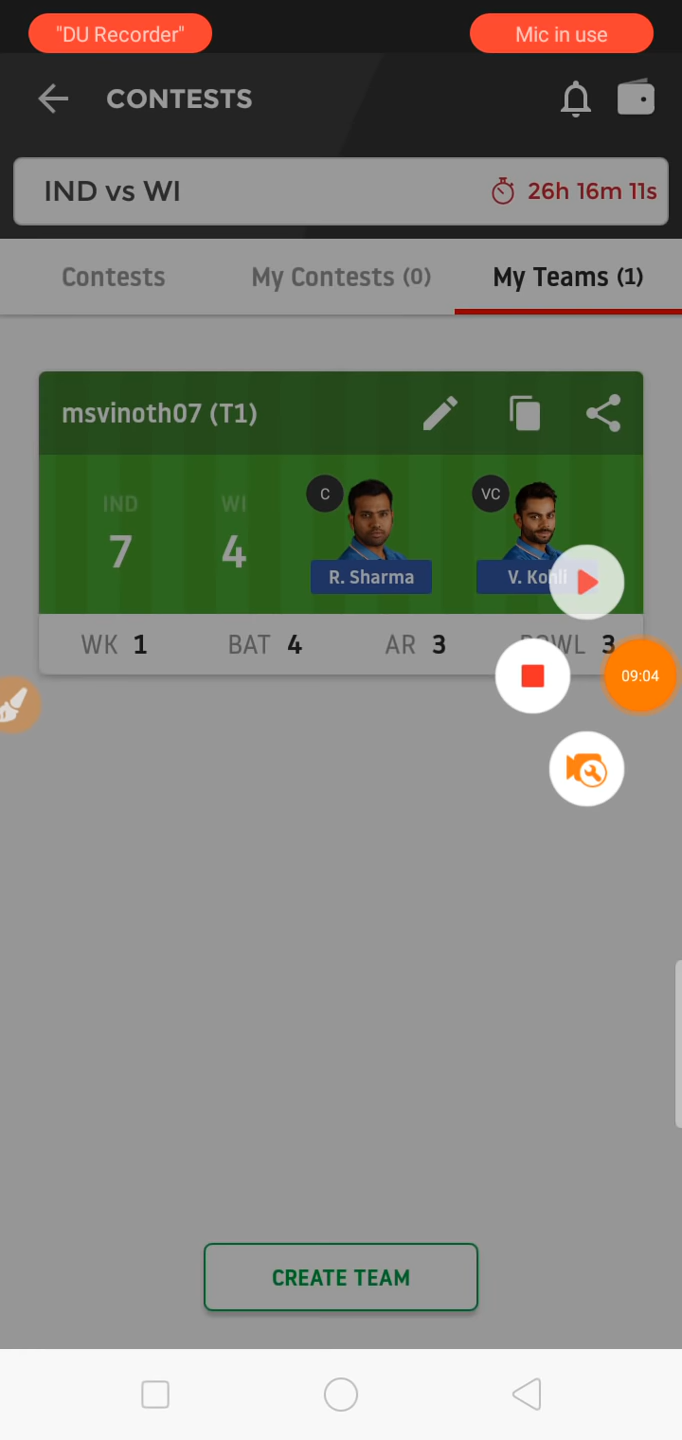 "DU Recorder"
Mic in use
CONTESTS
IND vs WI
26h 16m 11s
Contests
My Contests (0)
My Teams (1)
msvinoth07 (T1)
IND
WI
C
VC
7
4
R. Sharma
V. Kohli
WK 1
BAT 4
AR 3
BOWL 3
09:04
CREATE TEAM